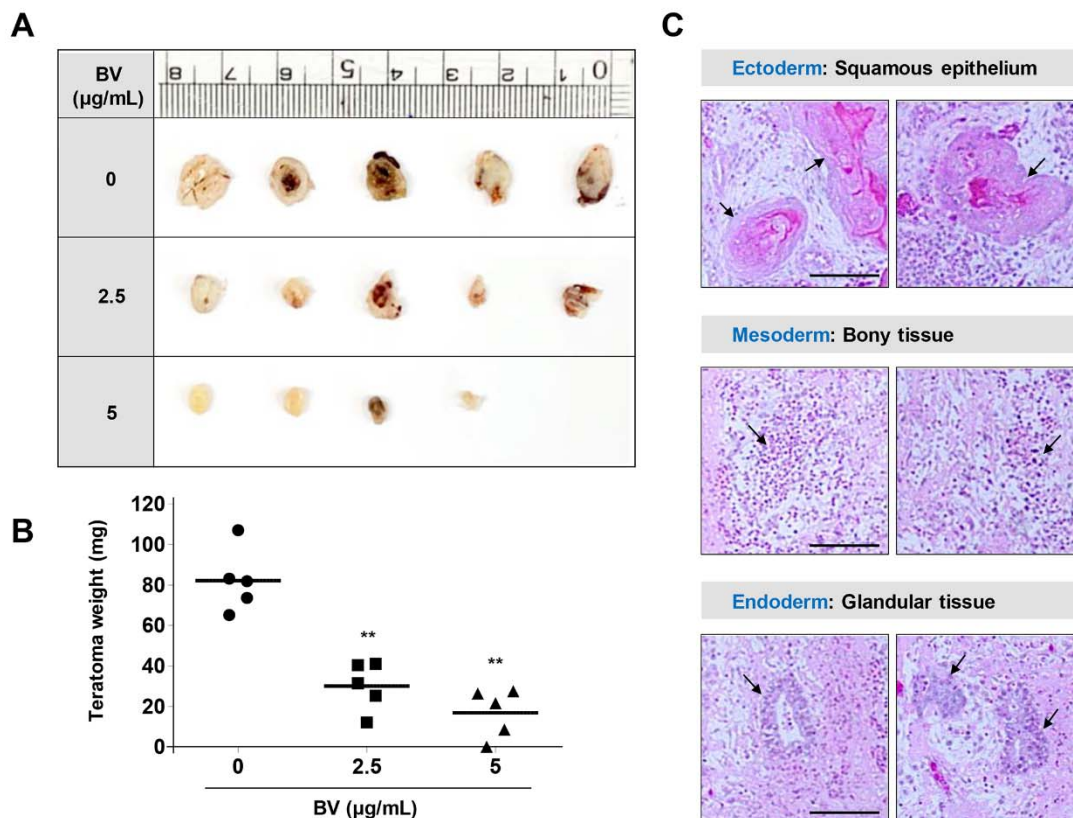 A
BV
(µg/mL)
8 7 6 5 4 3 2 1 0
0
2.5
5
B
Teratoma weight (mg)
120
100
80
60
40
20
0
**
**
0 2.5 5
BV (µg/mL)
C
Ectoderm: Squamous epithelium
Mesoderm: Bony tissue
Endoderm: Glandular tissue